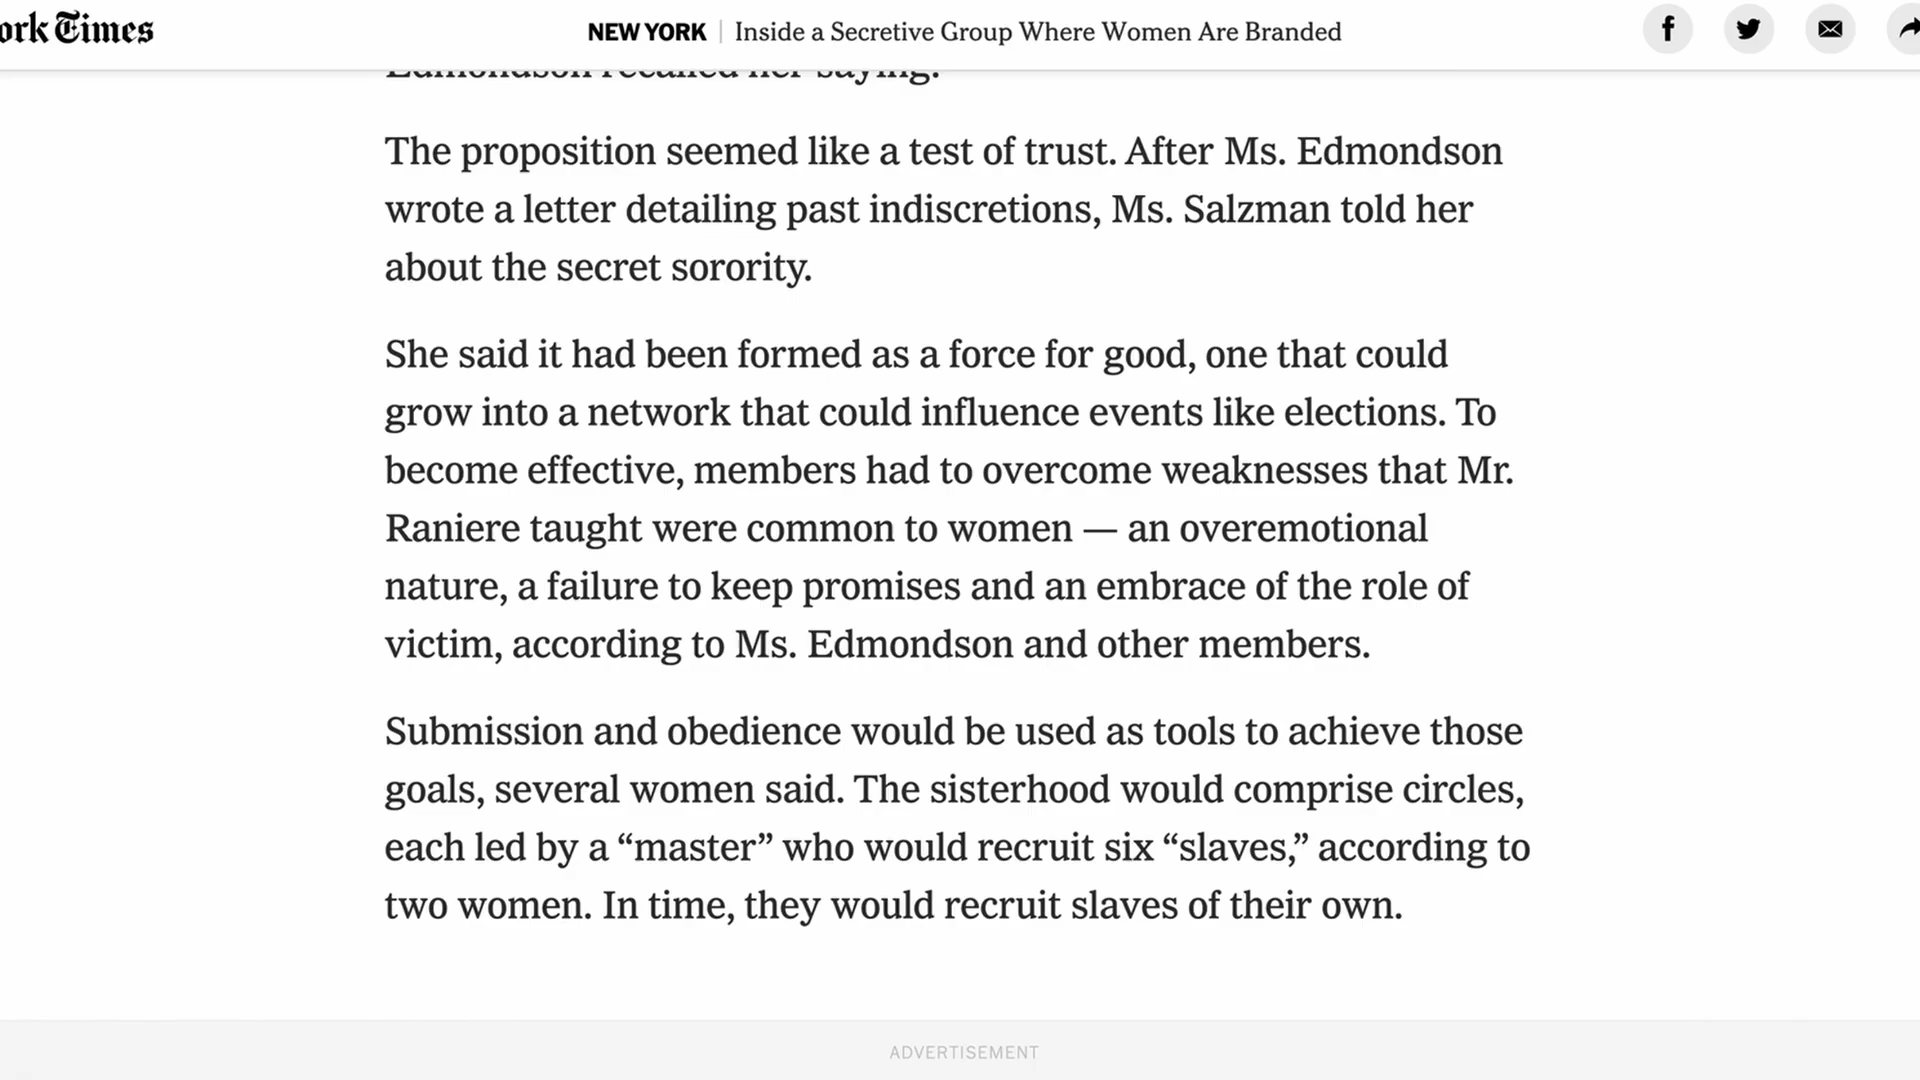 ork Times
NEW YORK | Inside a Secretive Group Where Women Are Branded
Edmondson recalled her saying.
The proposition seemed like a test of trust. After Ms. Edmondson
wrote a letter detailing past indiscretions, Ms. Salzman told her
about the secret sorority.
She said it had been formed as a force for good, one that could
grow into a network that could influence events like elections. To
become effective, members had to overcome weaknesses that Mr.
Raniere taught were common to women — an overemotional
nature, a failure to keep promises and an embrace of the role of
victim, according to Ms. Edmondson and other members.
Submission and obedience would be used as tools to achieve those
goals, several women said. The sisterhood would comprise circles,
each led by a “master” who would recruit six “slaves,” according to
two women. In time, they would recruit slaves of their own.
ADVERTISEMENT